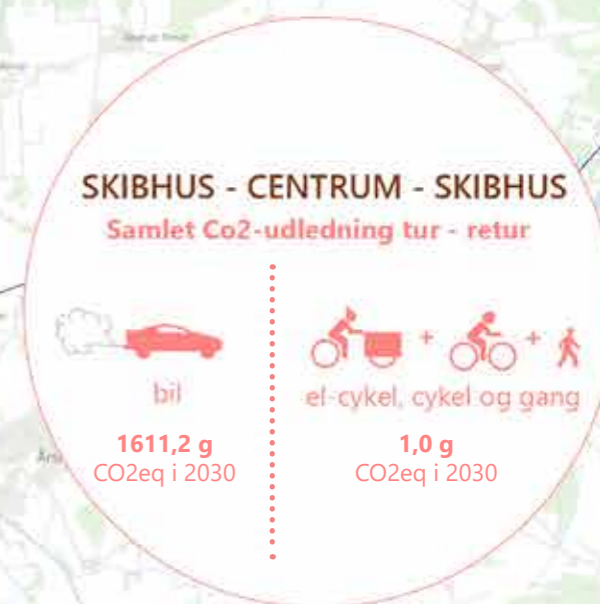 SKIBHUS - CENTRUM - SKIBHUS
Samlet Co2-udledning tur - retur
bil
el-cykel, cykel og gang
1611,2 g
CO2eq i 2030
1,0 g
CO2eq i 2030